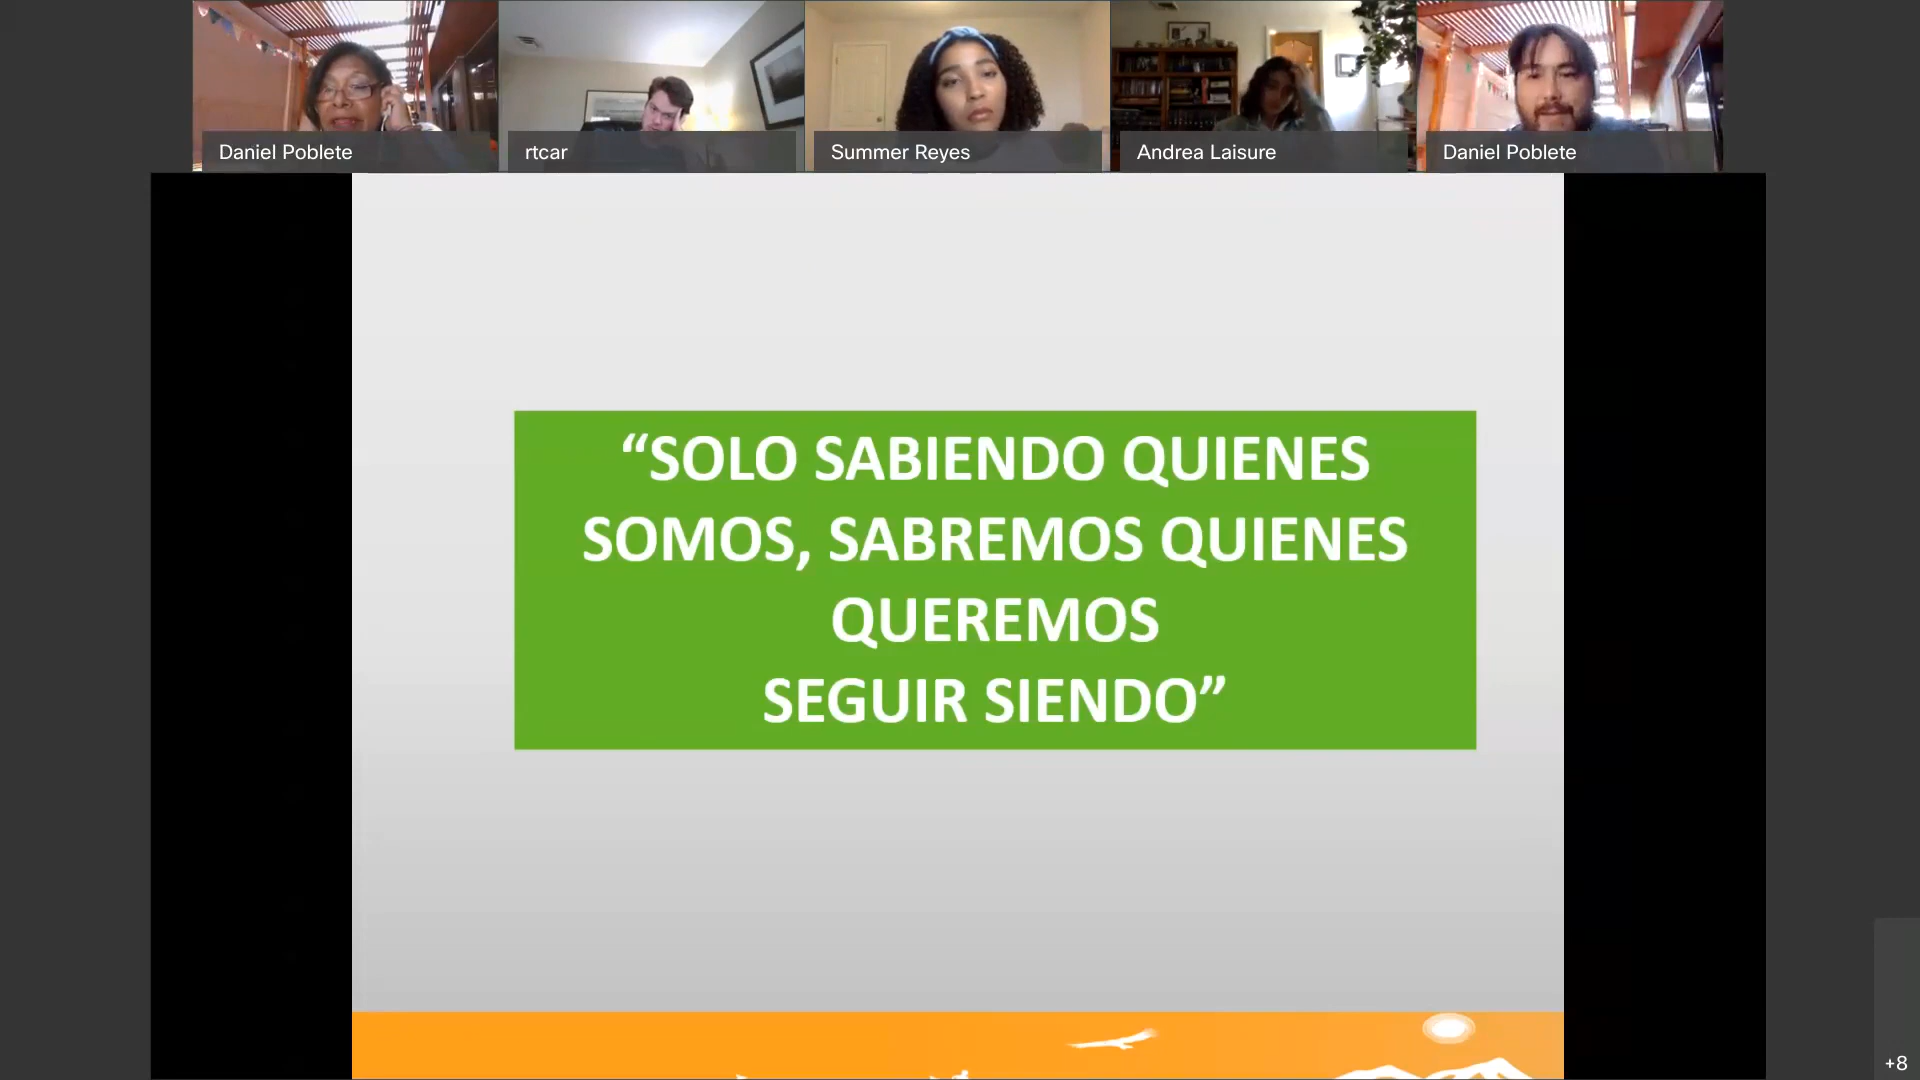 Daniel Poblete
rtcar
Summer Reyes
Andrea Laisure
Daniel Poblete
“SOLO SABIENDO QUIENES
SOMOS, SABREMOS QUIENES
QUEREMOS
SEGUIR SIENDO”
+8